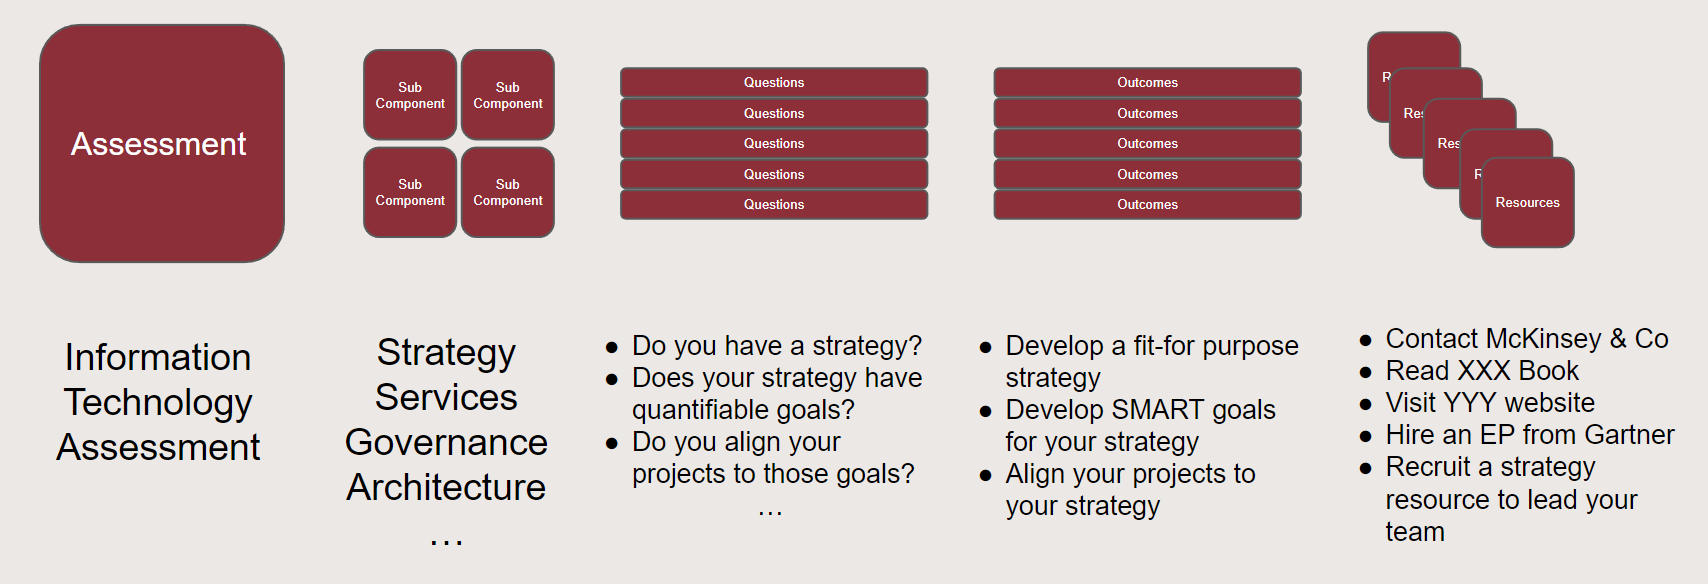 Assessment
Sub
Component
Sub
Component
Sub
Component
Sub
Component
Questions
Questions
Questions
Questions
Questions
Outcomes
Outcomes
Outcomes
Outcomes
Outcomes
R
Res
Res
R
Resources
Information
Technology
Assessment
Strategy
Services
Governance
Architecture
…
● Do you have a strategy?
● Does your strategy have
quantifiable goals?
● Do you align your
projects to those goals?
…
● Develop a fit-for purpose
strategy
● Develop SMART goals
for your strategy
● Align your projects to
your strategy
● Contact McKinsey & Co
● Read XXX Book
● Visit YYY website
● Hire an EP from Gartner
● Recruit a strategy
resource to lead your
team